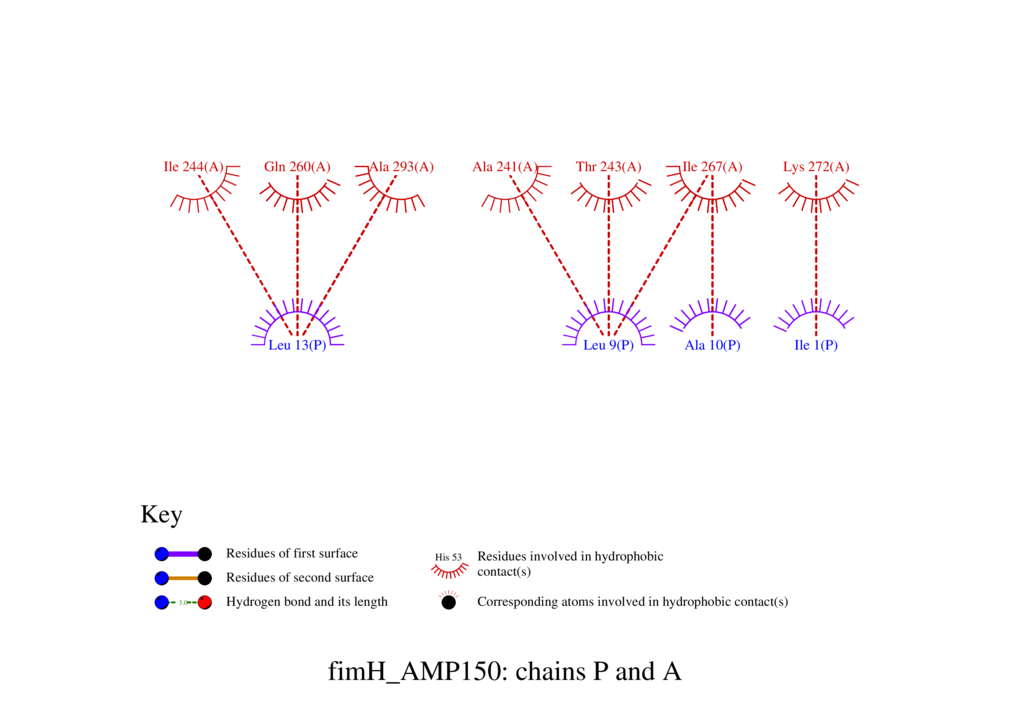 Ile 244(A) Gln 260(A) Ala 293(A) Ala 241(A) Thr 243(A) Ile 267(A) Lys 272(A)
Leu 13(P) Leu 9(P) Ala 10(P) Ile 1(P)
Key
Residues of first surface
Residues of second surface
3.0
Hydrogen bond and its length
His 53
Residues involved in hydrophobic
contact(s)
Corresponding atoms involved in hydrophobic contact(s)
fimH_AMP150: chains P and A